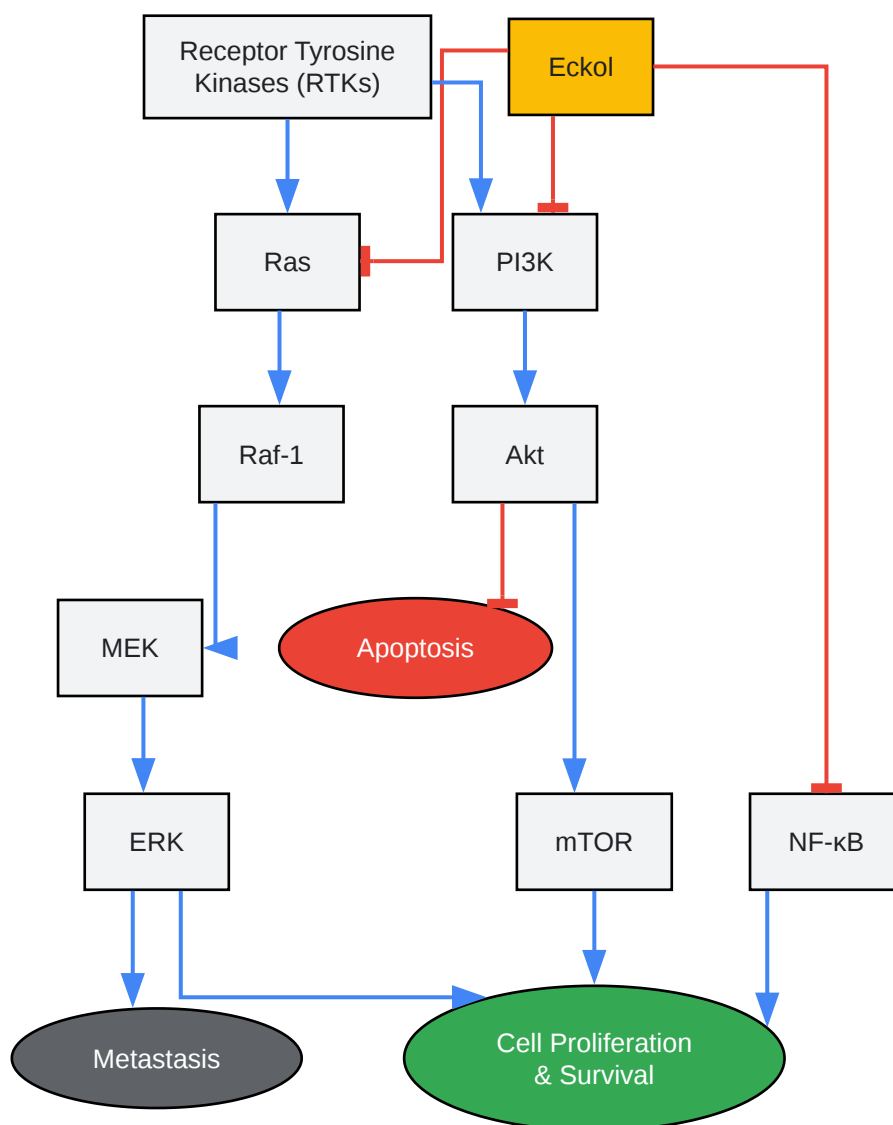 Receptor Tyrosine
Kinases (RTKs)
Eckol
Ras
PI3K
Raf-1
Akt
MEK
Apoptosis
ERK
mTOR
NF-κB
Metastasis
Cell Proliferation
& Survival